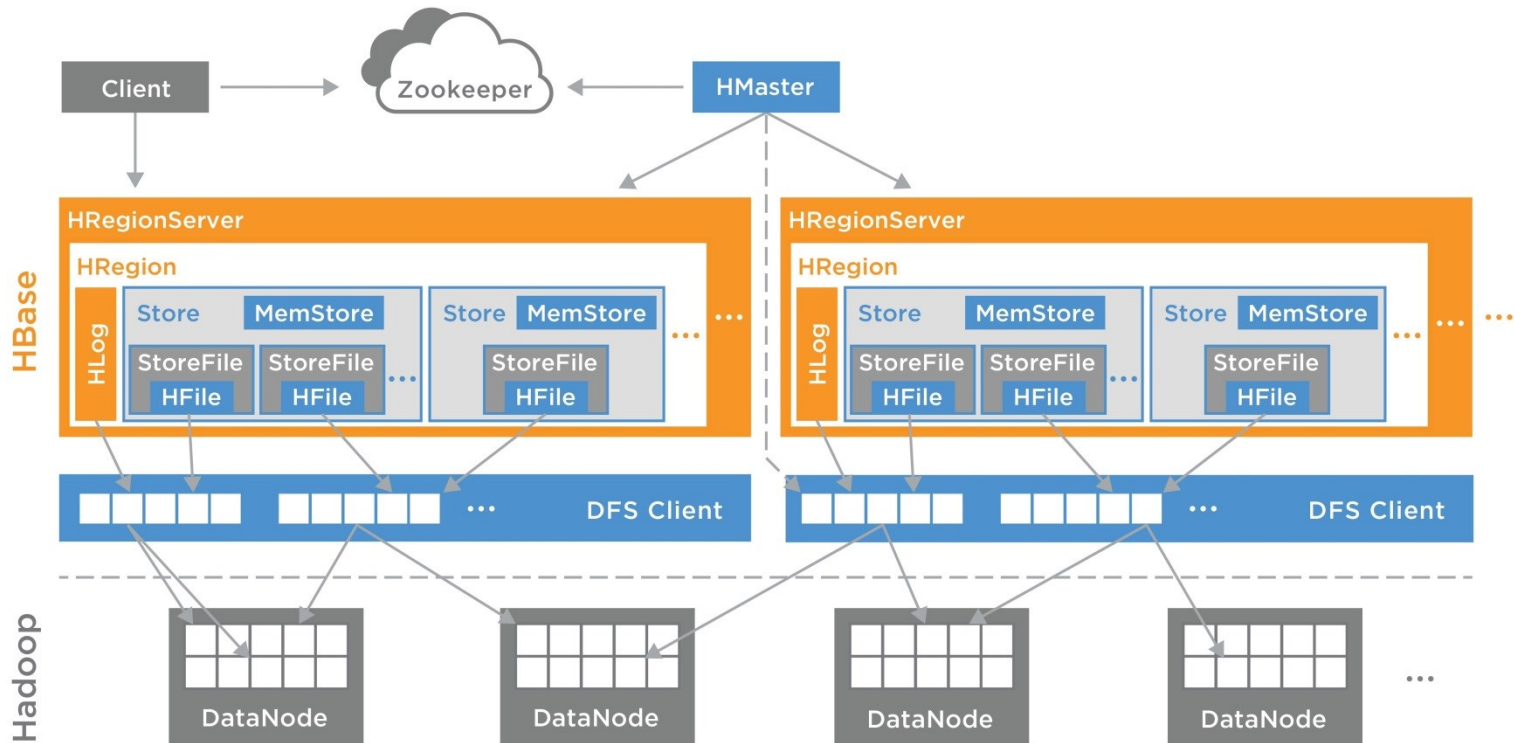 Client
Zookeeper
HMaster
HBase
HRegionServer
HRegion
HLog
Store
MemStore
StoreFile
HFile
StoreFile
HFile
...
Store
MemStore
StoreFile
HFile
...
...
HRegionServer
HRegion
HLog
Store
MemStore
StoreFile
HFile
StoreFile
HFile
...
Store
MemStore
StoreFile
HFile
...
...
...
... DFS Client
... DFS Client
Hadoop
DataNode
DataNode
DataNode
DataNode
...